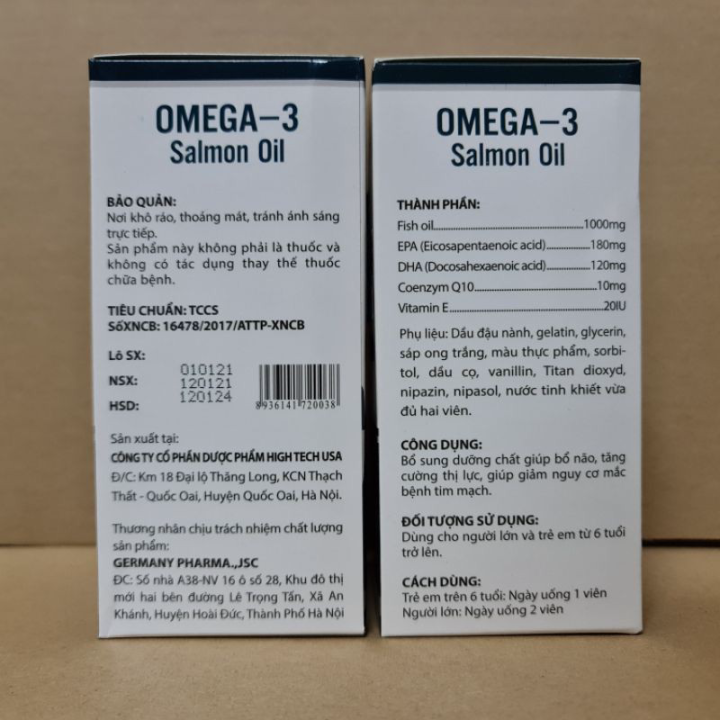 OMEGA–3
Salmon Oil
BẢO QUẢN:
Nơi khô ráo, thoáng mát, tránh ánh sáng
trực tiếp.
Sản phẩm này không phải là thuốc và
không có tác dụng thay thế thuốc
chữa bệnh.
TIÊU CHUẨN: TCCS
SốXNCB: 16478/2017/ATTP-XNCB
Lô SX: 010121
NSX: 120121
HSD: 120124
8936141720038
Sản xuất tại:
CÔNG TY CỔ PHẦN DƯỢC PHẨM HIGH TECH USA
Đ/C: Km 18 Đại lộ Thăng Long, KCN Thạch
Thất - Quốc Oai, Huyện Quốc Oai, Hà Nội.
Thương nhân chịu trách nhiệm chất lượng
sản phẩm:
GERMANY PHARMA.,JSC
ĐC: Số nhà A38-NV 16 ô số 28, Khu đô thị
mới hai bên đường Lê Trọng Tấn, Xã An
Khánh, Huyện Hoài Đức, Thành Phố Hà Nội
OMEGA–3
Salmon Oil
THÀNH PHẦN:
Fish oil....................1000mg
EPA (Eicosapentaenoic acid)..............180mg
DHA (Docosahexaenoic acid)..............120mg
Coenzym Q10....................10mg
Vitamin E....................20IU
Phụ liệu: Dầu đậu nành, gelatin, glycerin,
sáp ong trắng, màu thực phẩm, sorbi-
tol, dầu cọ, vanillin, Titan dioxyd,
nipazin, nipasol, nước tinh khiết vừa
đủ hai viên.
CÔNG DỤNG:
Bổ sung dưỡng chất giúp bổ não, tăng
cường thị lực, giúp giảm nguy cơ mắc
bệnh tim mạch.
ĐỐI TƯỢNG SỬ DỤNG:
Dùng cho người lớn và trẻ em từ 6 tuổi
trở lên.
CÁCH DÙNG:
Trẻ em trên 6 tuổi: Ngày uống 1 viên
Người lớn: Ngày uống 2 viên